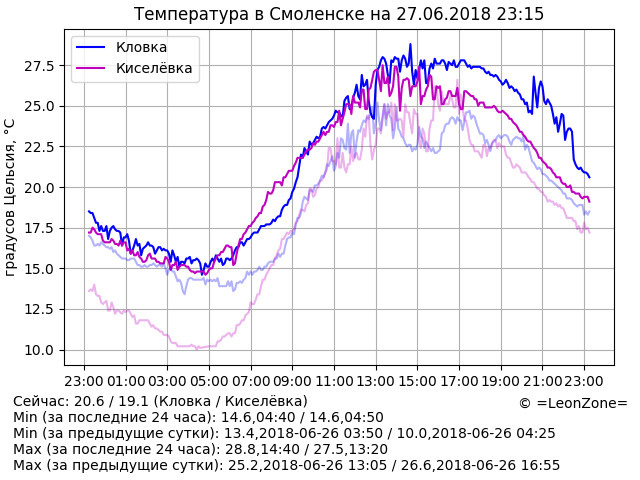 Температура в Смоленске на 27.06.2018 23:15
Кловка
Киселёвка
градусов Цельсия, °C
27.5
25.0
22.5
20.0
17.5
15.0
12.5
10.0
23:00 01:00 03:00 05:00 07:00 09:00 11:00 13:00 15:00 17:00 19:00 21:00 23:00
Сейчас: 20.6 / 19.1 (Кловка / Киселёвка)
© =LeonZone=
Min (за последние 24 часа): 14.6,04:40 / 14.6,04:50
Min (за предыдущие сутки): 13.4,2018-06-26 03:50 / 10.0,2018-06-26 04:25
Max (за последние 24 часа): 28.8,14:40 / 27.5,13:20
Max (за предыдущие сутки): 25.2,2018-06-26 13:05 / 26.6,2018-06-26 16:55